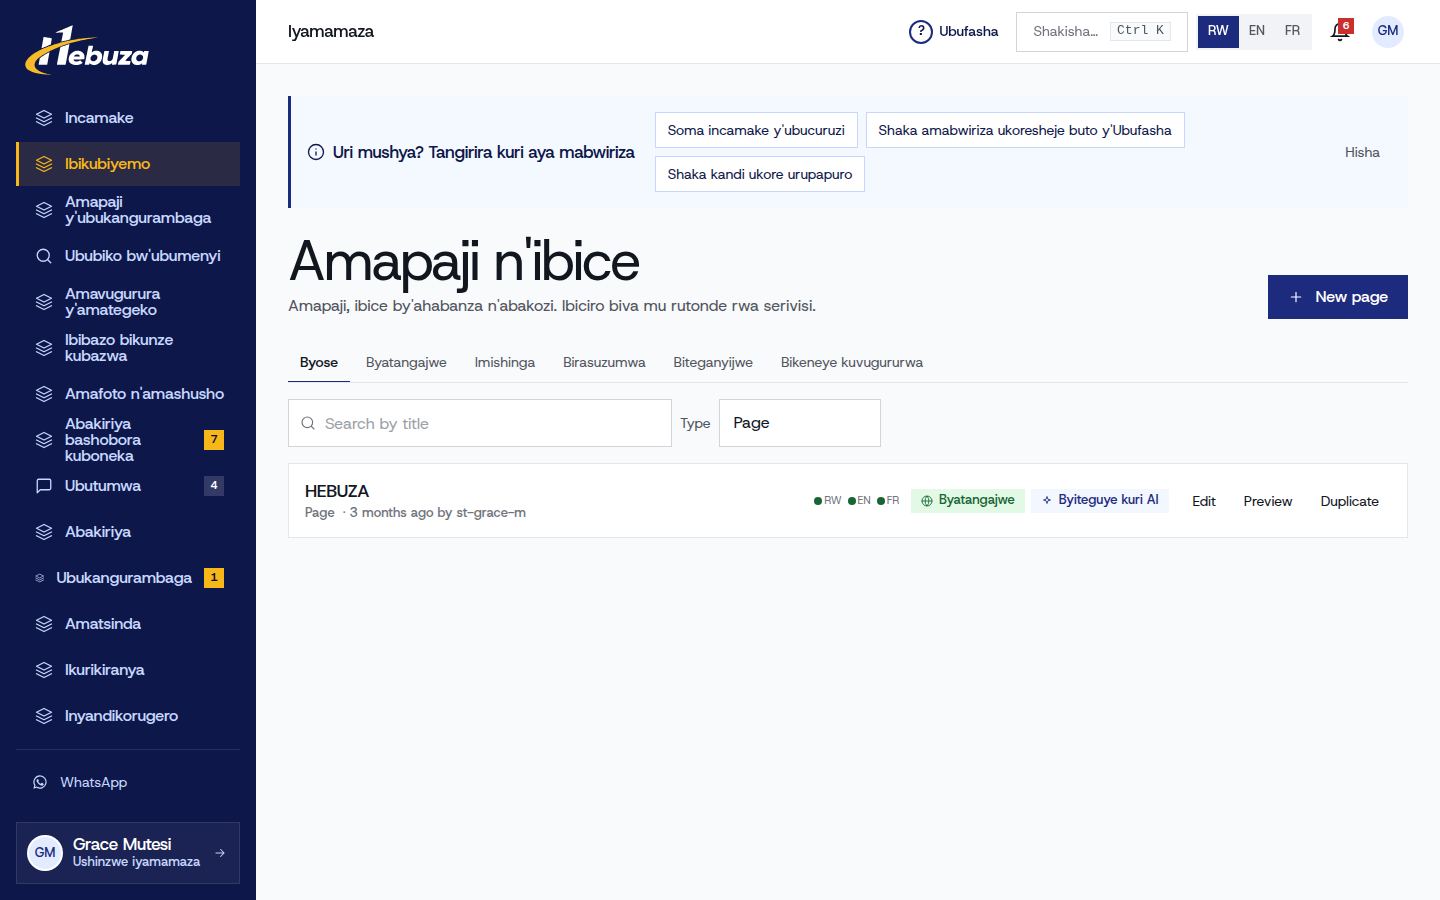 Hebuza
Incamake
Ibikubiyemo
Amapaji
y'ubukangurambaga
Ububiko bw'ubumenyi
Amavugurura
y'amategeko
Ibibazo bikunze
kubazwa
Amafoto n'amashusho
Abakiriya
bashobora
kuboneka
7
Ubutumwa
4
Abakiriya
Ubukangurambaga
1
Amatsinda
Ikurikiranya
Inyandikorugero
WhatsApp
GM
Grace Mutesi
Ushinzwe iyamamaza
Iyamamaza
? Ubufasha
Shakisha... Ctrl K
RW EN FR
6
GM
Uri mushya? Tangirira kuri aya mabwiriza
Soma incamake y'ubucuruzi
Shaka amabwiriza ukoresheje buto y'Ubufasha
Shaka kandi ukore urupapuro
Hisha
Amapaji n'ibice
Amapaji, ibice by'ahabanza n'abakozi. Ibiciro biva mu rutonde rwa serivisi.
New page
Byose Byatangajwe Imishinga Birasuzumwa Biteganyijwe Bikeneye kuvugururwa
Search by title Type Page
HEBUZA
Page · 3 months ago by st-grace-m
RW EN FR Byatangajwe Byiteguye kuri AI Edit Preview Duplicate